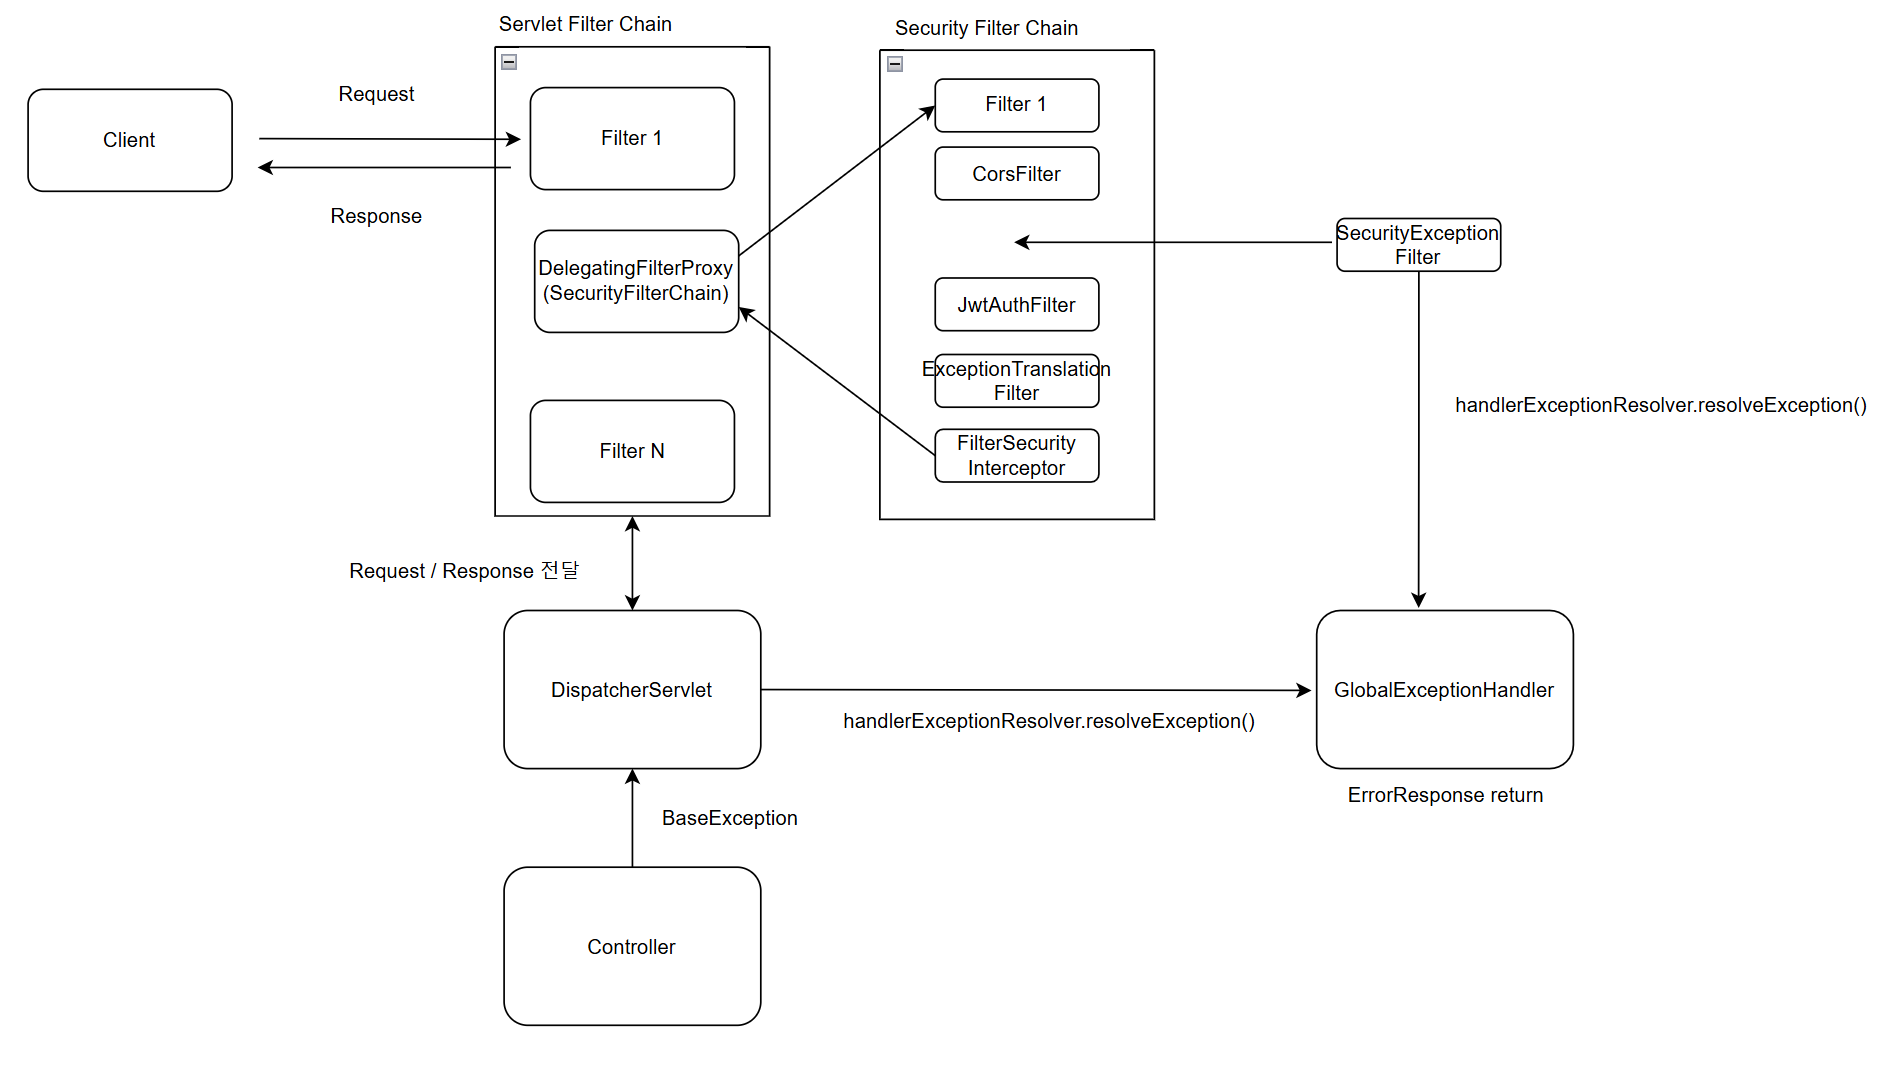 Servlet Filter Chain
Security Filter Chain
Client
Request
Response
Filter 1
DelegatingFilterProxy
(SecurityFilterChain)
Filter N
Filter 1
CorsFilter
SecurityException
Filter
JwtAuthFilter
ExceptionTranslation
Filter
FilterSecurity
Interceptor
handlerExceptionResolver.resolveException()
Request / Response 전달
DispatcherServlet
handlerExceptionResolver.resolveException()
GlobalExceptionHandler
ErrorResponse return
BaseException
Controller